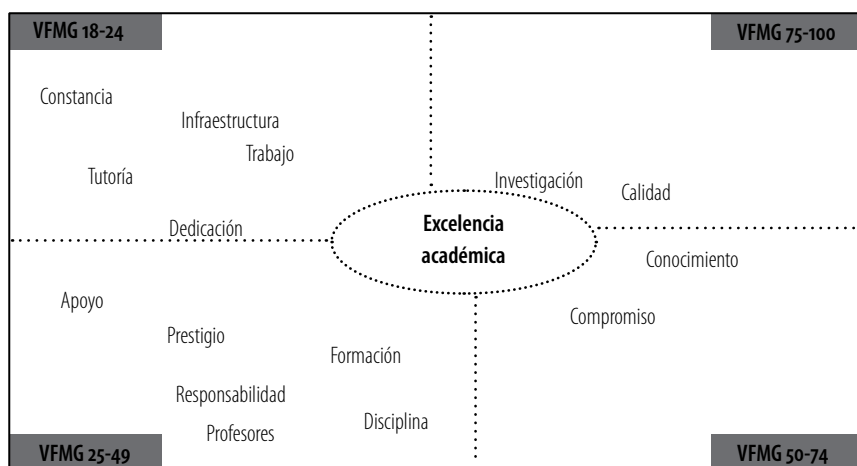 VFMG 18-24
VFMG 75-100
Constancia
Infraestructura
Trabajo
Tutoría
Investigación
Calidad
Dedicación
Excelencia
académica
Conocimiento
Apoyo
Compromiso
Prestigio
Formación
Responsabilidad
Disciplina
Profesores
VFMG 25-49
VFMG 50-74